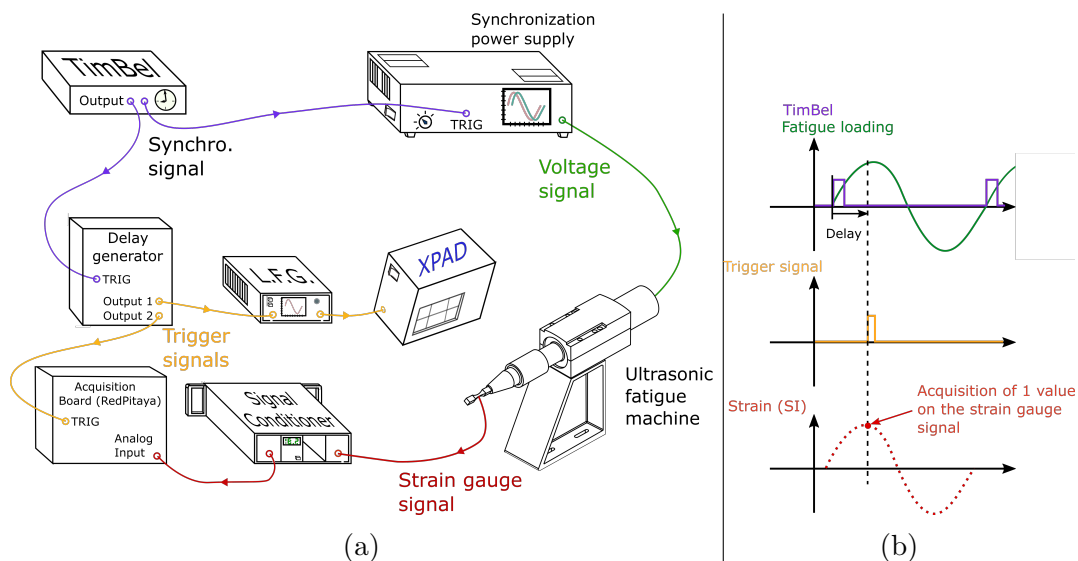 Synchronization
power supply
TimBel
Output
TRIG
Synchro.
signal
Voltage
signal
Delay
generator
TRIG
Output 1
Output 2
L.F.G.
XPAD
Trigger
signals
Acquisition
Board (RedPitaya)
TRIG
Analog
Input
Signal
Conditioner
Ultrasonic
fatigue
machine
Strain gauge
signal
(a)
TimBel
Fatigue loading
Delay
Trigger signal
Strain (SI)
Acquisition of 1 value
on the strain gauge
signal
(b)